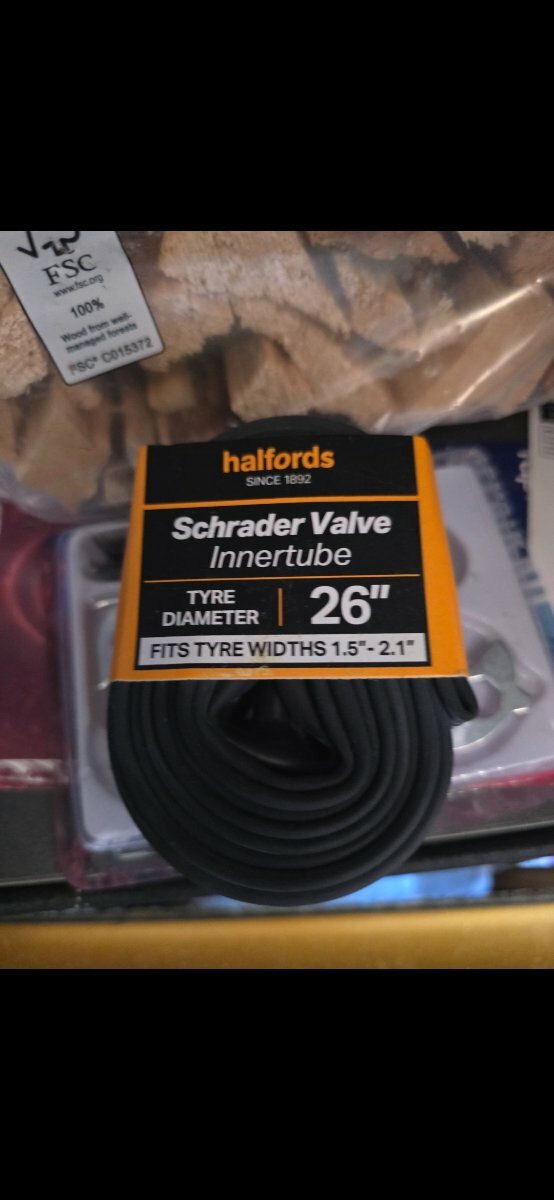 FSC
www.fsc.org
100%
Wood from well-
managed forests
FSC® C015372
halfords
SINCE 1892
Schrader Valve
Innertube
TYRE
DIAMETER
26"
FITS TYRE WIDTHS 1.5"- 2.1"